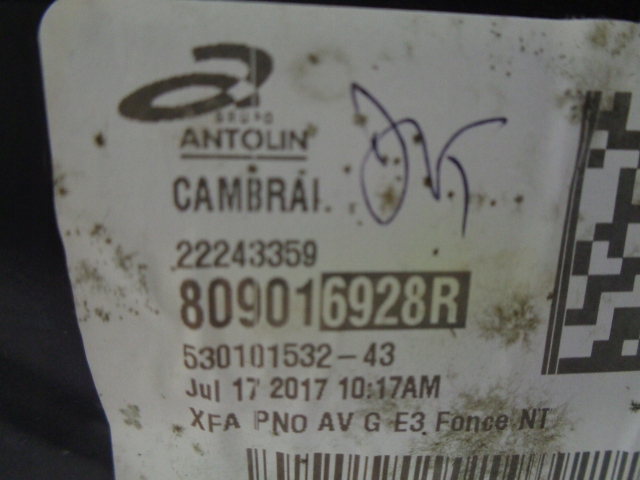 GRUPO
ANTOLIN
CAMBRAI
22243359
809016928R
530101532-43
Jul 17 2017 10:17AM
XFA PNO AV G E3 Fonce NT